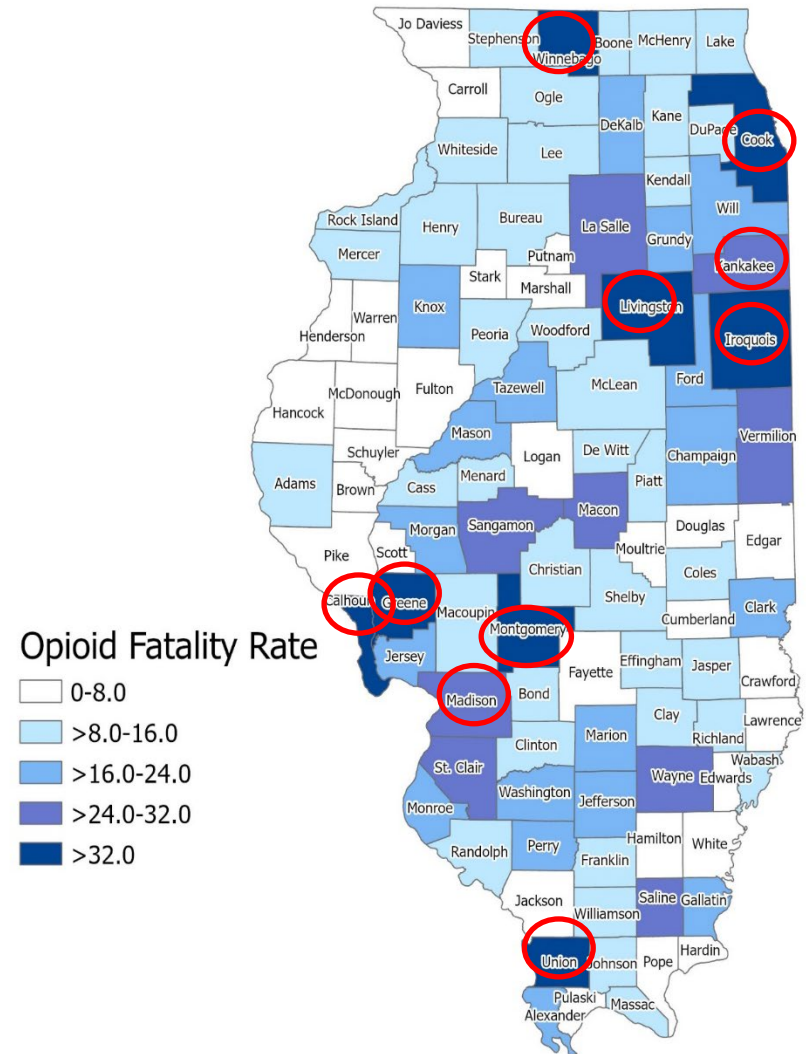 Jo Daviess
Stephenson
Winnebago
Boone
McHenry
Lake
Carroll
Ogle
DeKalb
Kane
DuPage
Cook
Whiteside
Lee
Kendall
Will
Rock Island
Henry
Bureau
La Salle
Grundy
Mercer
Putnam
Kankakee
Stark
Marshall
Knox
Livingston
Warren
Henderson
Peoria
Woodford
Iroquois
McDonough
Fulton
Tazewell
McLean
Ford
Hancock
Mason
Vermilion
Schuyler
Logan
De Witt
Champaign
Adams
Brown
Cass
Menard
Piatt
Macon
Morgan
Sangamon
Douglas
Edgar
Pike
Scott
Moultrie
Christian
Coles
Calhoun
Greene
Macoupin
Shelby
Cumberland
Clark
Montgomery
Jersey
Fayette
Effingham
Jasper
Crawford
Madison
Bond
Clay
Richland
Lawrence
Clinton
Marion
Wabash
St. Clair
Wayne
Edwards
Monroe
Washington
Jefferson
Randolph
Perry
Hamilton
White
Franklin
Jackson
Williamson
Saline
Gallatin
Union
Johnson
Pope
Hardin
Pulaski
Alexander
Massac
Opioid Fatality Rate
0-8.0
>8.0-16.0
>16.0-24.0
>24.0-32.0
>32.0